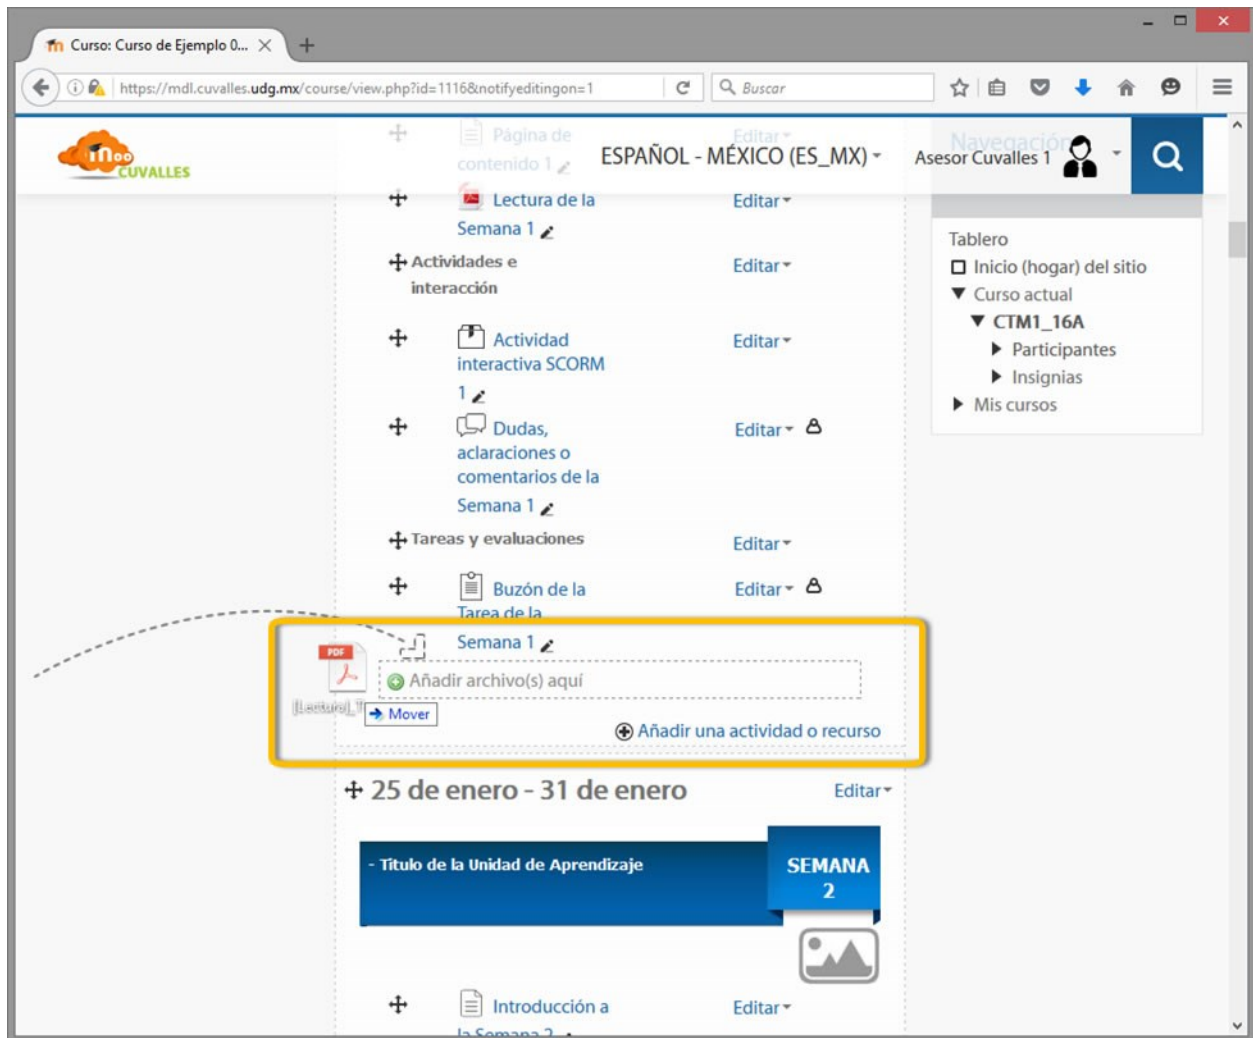 Curso: Curso de Ejemplo 0...
https://mdl.cuvalles.udg.mx/course/view.php?id=1116&notifyeditingon=1
Buscar
moo
CUVALLES
ESPAÑOL - MÉXICO (ES_MX)
Asesor Cuvalles 1
Navegación
Página de
contenido 1
Editar
Lectura de la
Semana 1
Editar
Actividades e
interacción
Editar
Actividad
interactiva SCORM
1
Editar
Dudas,
aclaraciones o
comentarios de la
Semana 1
Editar
Tareas y evaluaciones
Editar
Buzón de la
Tarea de la
Semana 1
Editar
PDF
Añadir archivo(s) aquí
Mover
Añadir una actividad o recurso
25 de enero - 31 de enero
Editar
- Titulo de la Unidad de Aprendizaje
SEMANA
2
Introducción a
la Semana 2
Editar
Tablero
Inicio (hogar) del sitio
Curso actual
CTM1_16A
Participantes
Insignias
Mis cursos